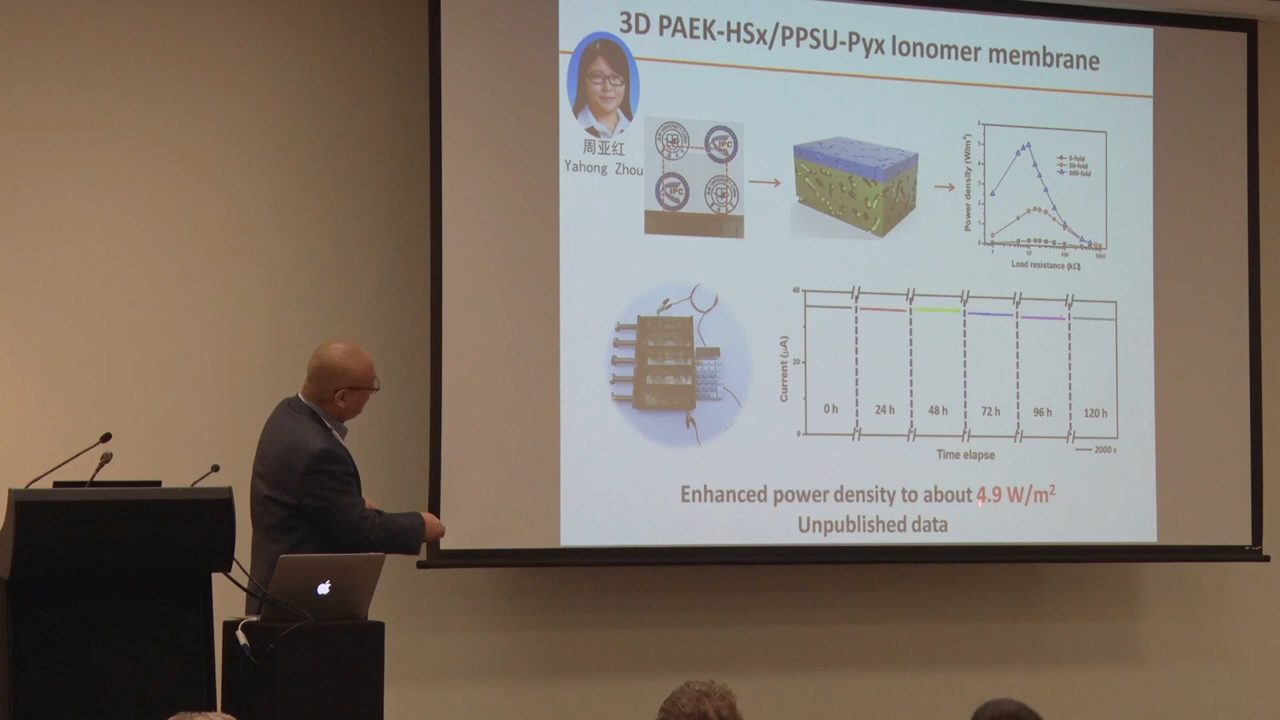 3D PAEK-HSx/PPSU-Pyx Ionomer membrane
周亚红
Yahong Zhou
IPC
IPC
Power density (W/m²)
5-fold
50-fold
500-fold
Load resistance (kΩ)
Current (μA)
40
20
0
0 h
24 h
48 h
72 h
96 h
120 h
Time elapse
2000 s
Enhanced power density to about 4.9 W/m²
Unpublished data